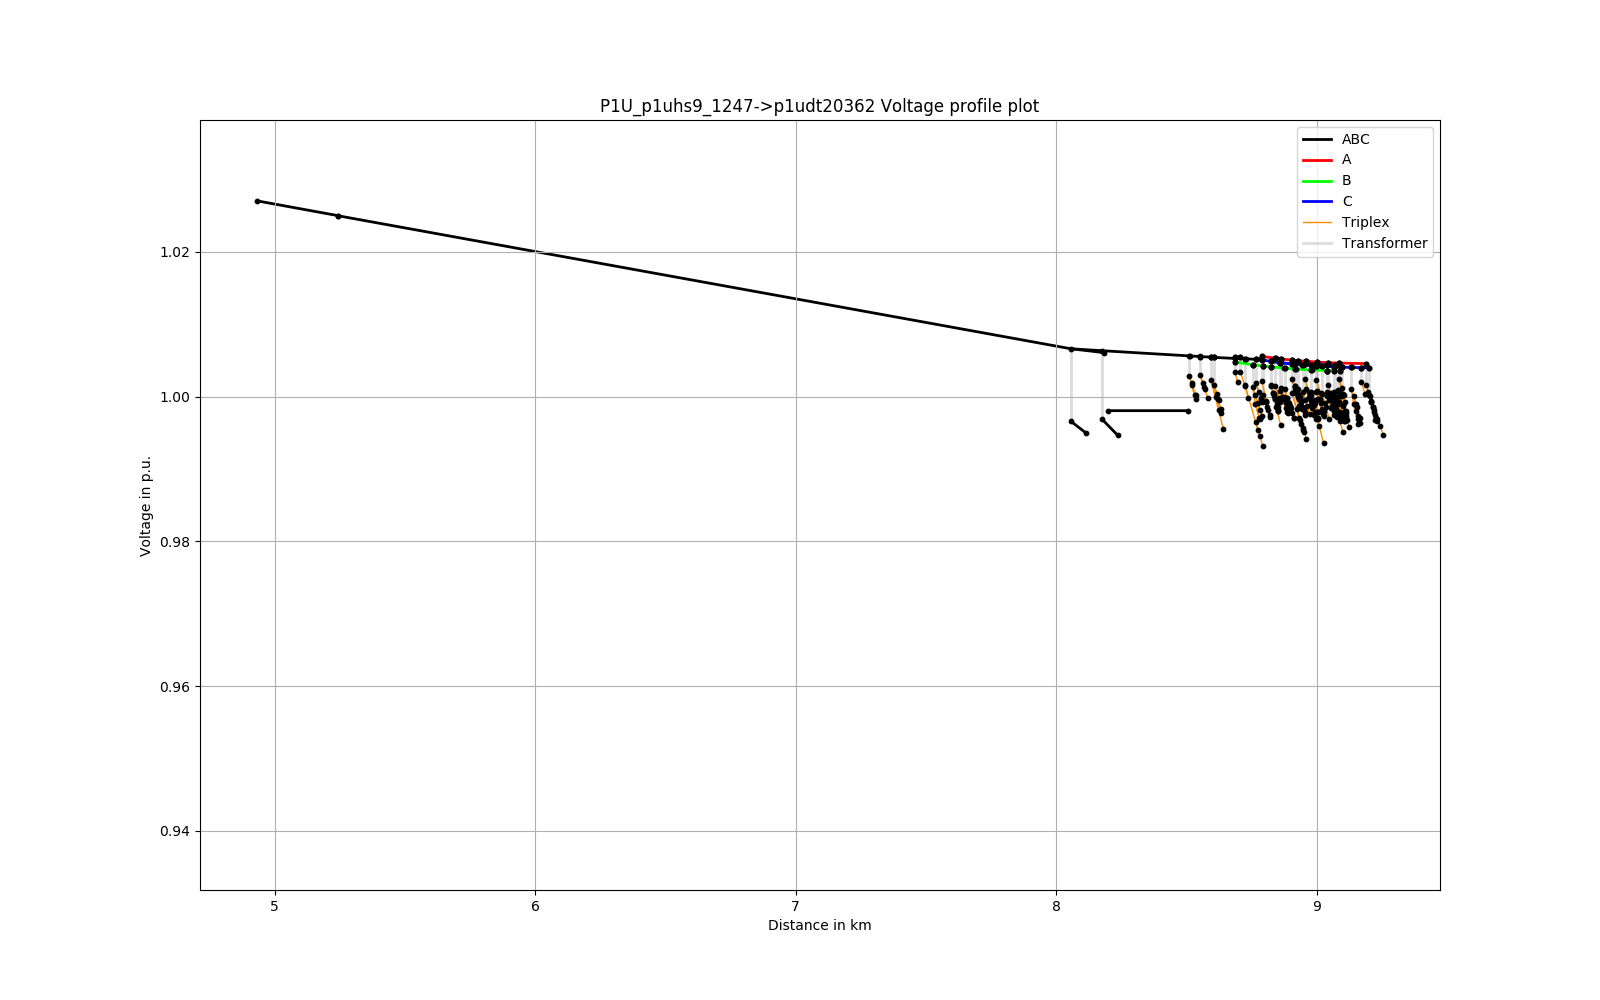 P1U_p1uhs9_1247->p1udt20362 Voltage profile plot
ABC
A
B
C
Triplex
Transformer
1.02
1.00
0.98
0.96
0.94
Voltage in p.u.
5
6
7
8
9
Distance in km